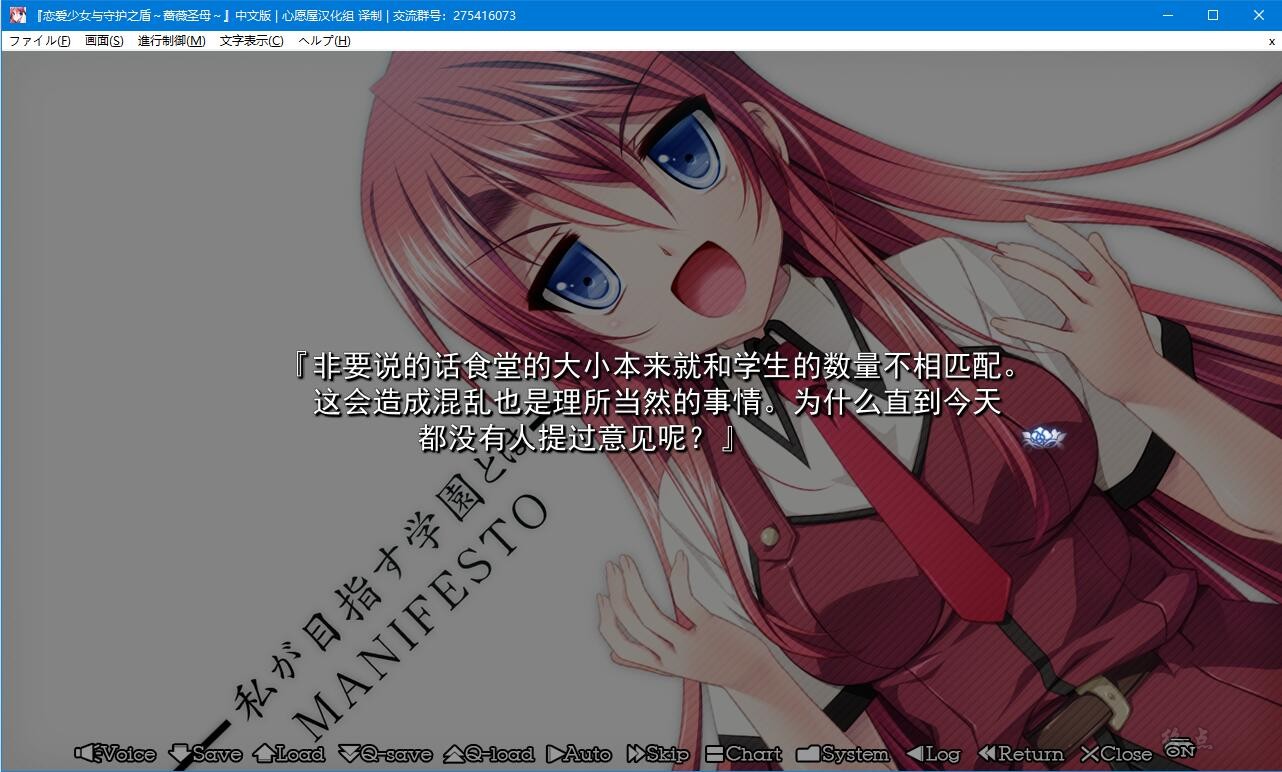 『恋爱少女与守护之盾～薔薇圣母～』中文版 | 心愿屋汉化组 译制 | 交流群号：275416073
ファイル(F) 画面(S) 進行制御(M) 文字表示(C) ヘルプ(H) x
『非要说的话食堂的大小本来就和学生的数量不相匹配。
这会造成混乱也是理所当然的事情。为什么直到今天
都没有人提过意见呢？』
私が目指す学園とは
MANIFESTO
Voice Save Load Q-save Q-load Auto Skip Chart System Log Return Close ON